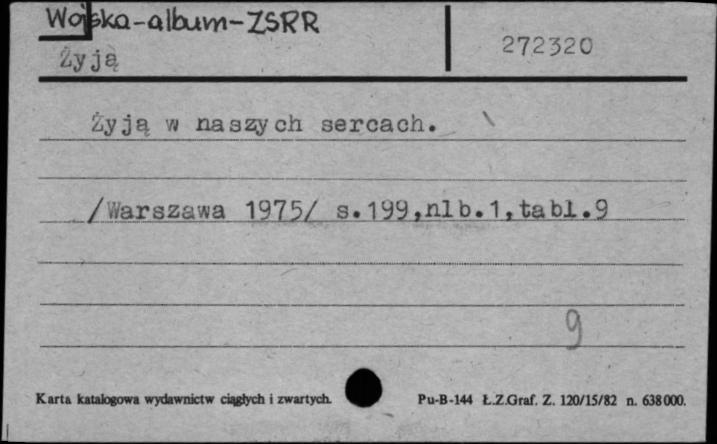 Wojska-album-ZSRR
272320
Żyją
Żyją w naszych sercach.
/Warszawa 1975/ s.199,nlb.1,tabl.9
9
Karta katalogowa wydawnictw ciągłych i zwartych.
Pu-B-144 Ł.Z.Graf. Z. 120/15/82 n. 638000.